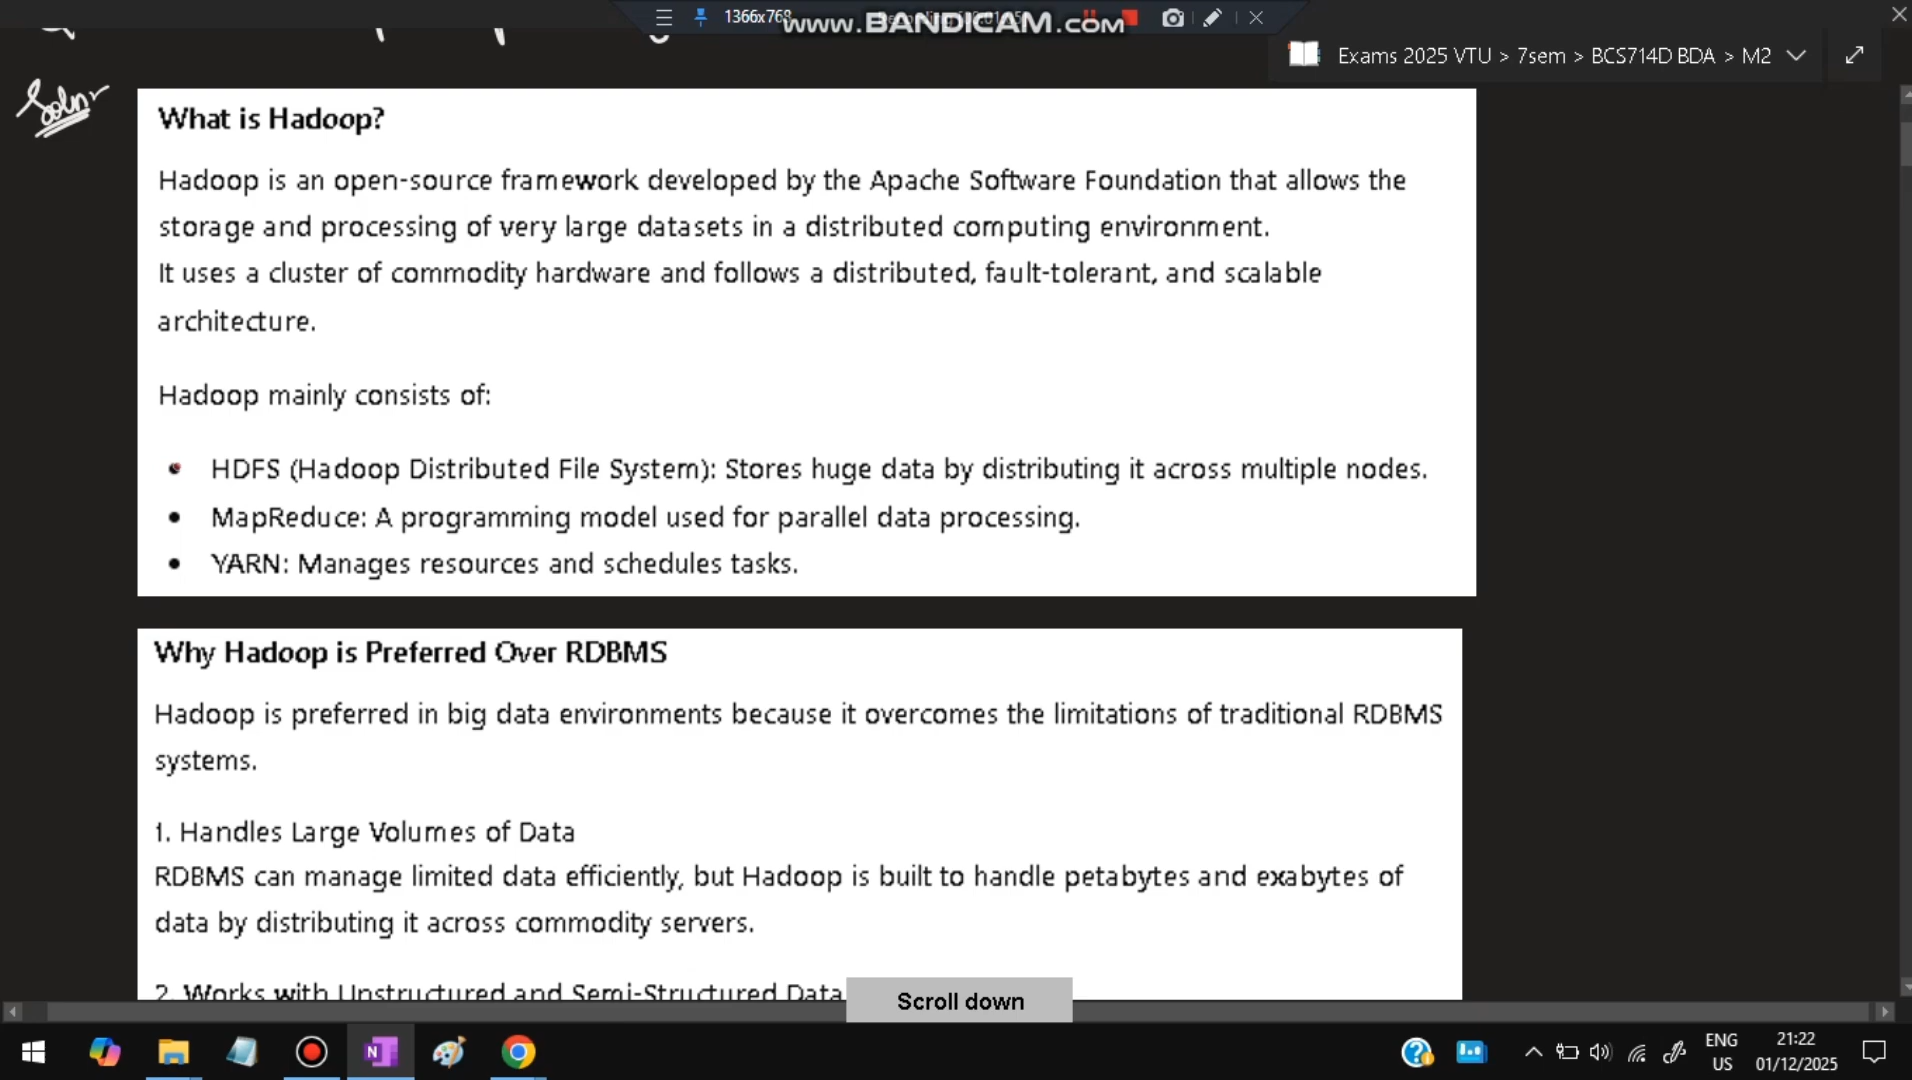 1366x768
www.BANDICAM.com
Exams 2025 VTU > 7sem > BCS714D BDA > M2
Soln
What is Hadoop?
Hadoop is an open-source framework developed by the Apache Software Foundation that allows the
storage and processing of very large datasets in a distributed computing environment.
It uses a cluster of commodity hardware and follows a distributed, fault-tolerant, and scalable
architecture.
Hadoop mainly consists of:
• HDFS (Hadoop Distributed File System): Stores huge data by distributing it across multiple nodes.
• MapReduce: A programming model used for parallel data processing.
• YARN: Manages resources and schedules tasks.
Why Hadoop is Preferred Over RDBMS
Hadoop is preferred in big data environments because it overcomes the limitations of traditional RDBMS
systems.
1. Handles Large Volumes of Data
RDBMS can manage limited data efficiently, but Hadoop is built to handle petabytes and exabytes of
data by distributing it across commodity servers.
2. Works with Unstructured and Semi-Structured Data
Scroll down
ENG
US
21:22
01/12/2025